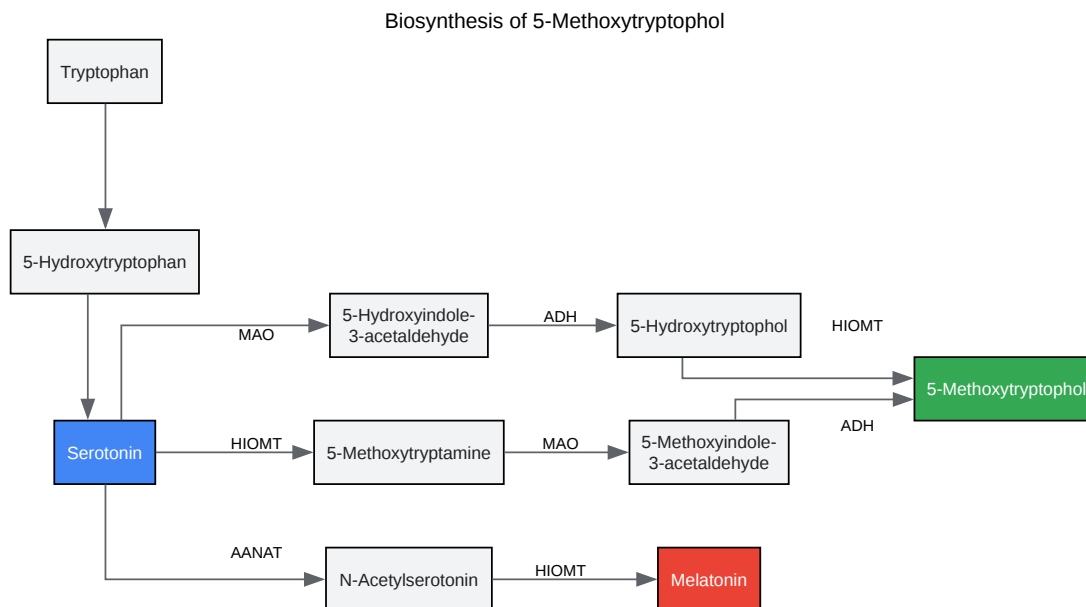 Biosynthesis of 5-Methoxytryptophol
Tryptophan
5-Hydroxytryptophan
5-Hydroxyindole-
3-acetaldehyde
MAO
ADH
5-Hydroxytryptophol
HIOMT
5-Methoxytryptophol
Serotonin
HIOMT
5-Methoxytryptamine
MAO
5-Methoxyindole-
3-acetaldehyde
ADH
AANAT
N-Acetylserotonin
HIOMT
Melatonin